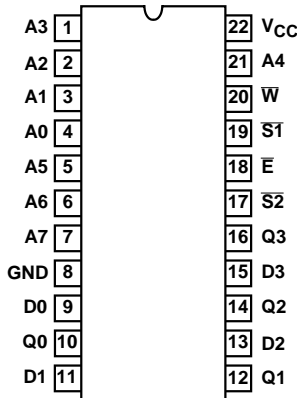 A3 1 22 VCC
A2 2 21 A4
A1 3 20 W̅
A0 4 19 S̅1̅
A5 5 18 E̅
A6 6 17 S̅2̅
A7 7 16 Q3
GND 8 15 D3
D0 9 14 Q2
Q0 10 13 D2
D1 11 12 Q1